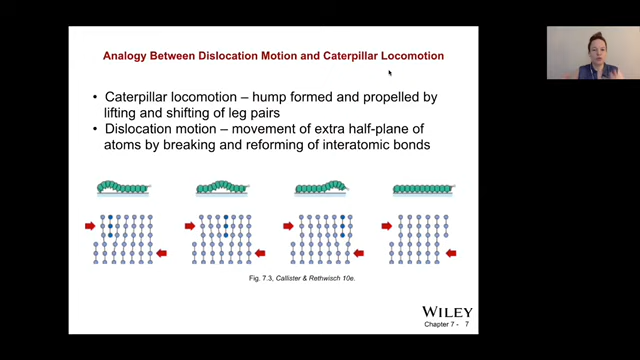 Analogy Between Dislocation Motion and Caterpillar Locomotion
• Caterpillar locomotion – hump formed and propelled by
lifting and shifting of leg pairs
• Dislocation motion – movement of extra half-plane of
atoms by breaking and reforming of interatomic bonds
Fig. 7.3, Callister & Rethwisch 10e.
WILEY
Chapter 7 - 7